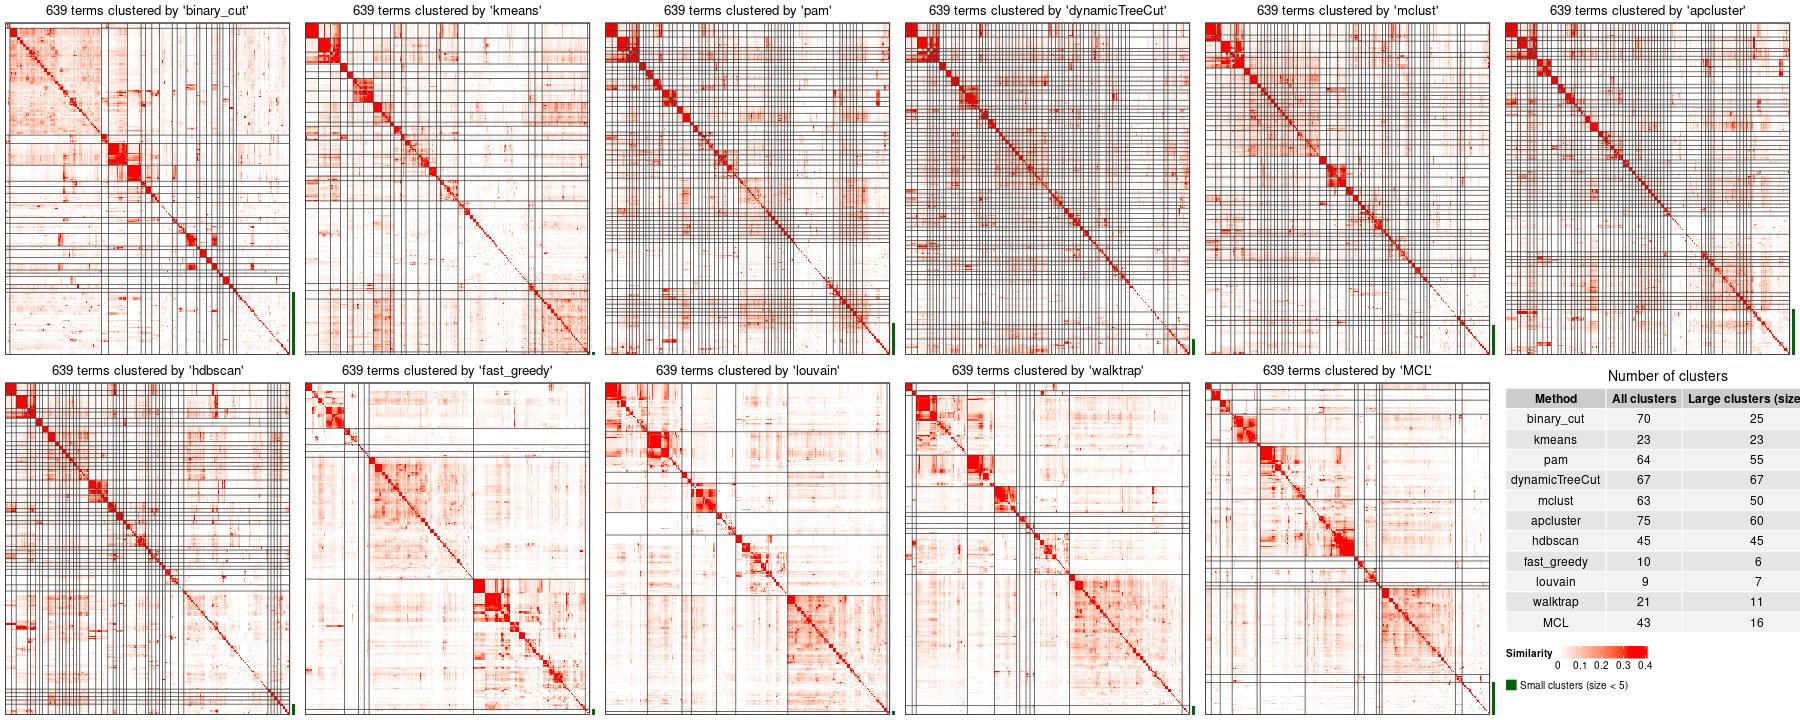 639 terms clustered by 'binary_cut'
639 terms clustered by 'kmeans'
639 terms clustered by 'pam'
639 terms clustered by 'dynamicTreeCut'
639 terms clustered by 'mclust'
639 terms clustered by 'apcluster'
639 terms clustered by 'hdbscan'
639 terms clustered by 'fast_greedy'
639 terms clustered by 'louvain'
639 terms clustered by 'walktrap'
639 terms clustered by 'MCL'
Number of clusters
Method All clusters Large clusters (size
binary_cut 70 25
kmeans 23 23
pam 64 55
dynamicTreeCut 67 67
mclust 63 50
apcluster 75 60
hdbscan 45 45
fast_greedy 10 6
louvain 9 7
walktrap 21 11
MCL 43 16
Similarity
0 0.1 0.2 0.3 0.4
Small clusters (size < 5)